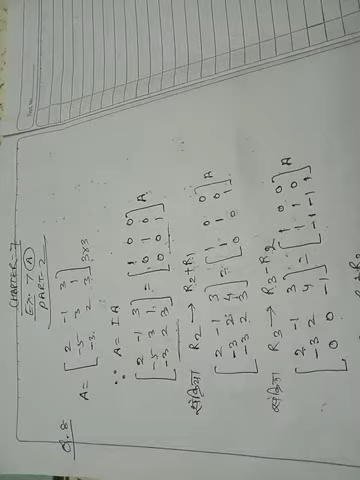 CHAPTER-7
EX. 7 (A)
PART-2
Q.8
A = [ 2 -1 3
-5 3 1
-3 2 3 ] 3x3
∵ A = IA
[ 2 -1 3
-5 3 1
-3 2 3 ] = [ 1 0 0
0 1 0
0 0 1 ] A
संक्रिया R2 → R2+R1
[ 2 -1 3
-3 2 4
-3 2 3 ] = [ 1 0 0
1 1 0
0 0 1 ] A
संक्रिया R3 → R3-R2
[ 2 -1 3
-3 2 4
0 0 -1 ] = [ 1 0 0
1 1 0
-1 -1 1 ] A